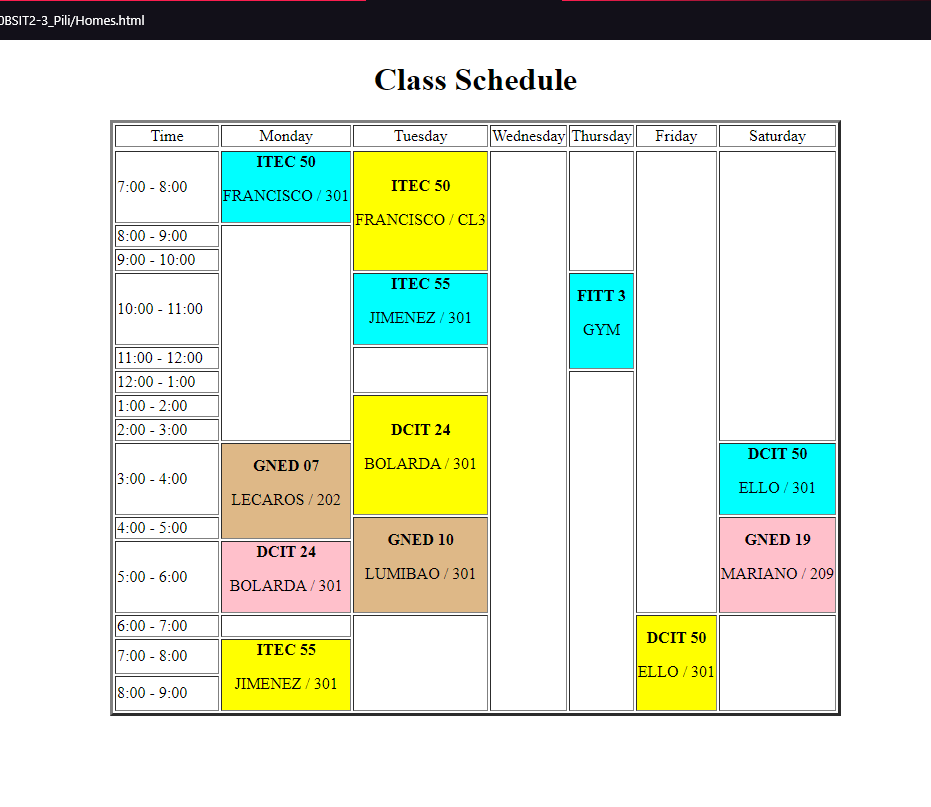 0BSIT2-3_Pili/Homes.html
Class Schedule
Time Monday Tuesday Wednesday Thursday Friday Saturday
7:00 - 8:00
ITEC 50
FRANCISCO / 301
ITEC 50
FRANCISCO / CL3
8:00 - 9:00
9:00 - 10:00
10:00 - 11:00
ITEC 55
JIMENEZ / 301
FITT 3
GYM
11:00 - 12:00
12:00 - 1:00
1:00 - 2:00
DCIT 24
BOLARDA / 301
2:00 - 3:00
3:00 - 4:00
GNED 07
LECAROS / 202
DCIT 50
ELLO / 301
4:00 - 5:00
GNED 10
LUMIBAO / 301
GNED 19
MARIANO / 209
5:00 - 6:00
DCIT 24
BOLARDA / 301
6:00 - 7:00
DCIT 50
ELLO / 301
7:00 - 8:00
ITEC 55
JIMENEZ / 301
8:00 - 9:00